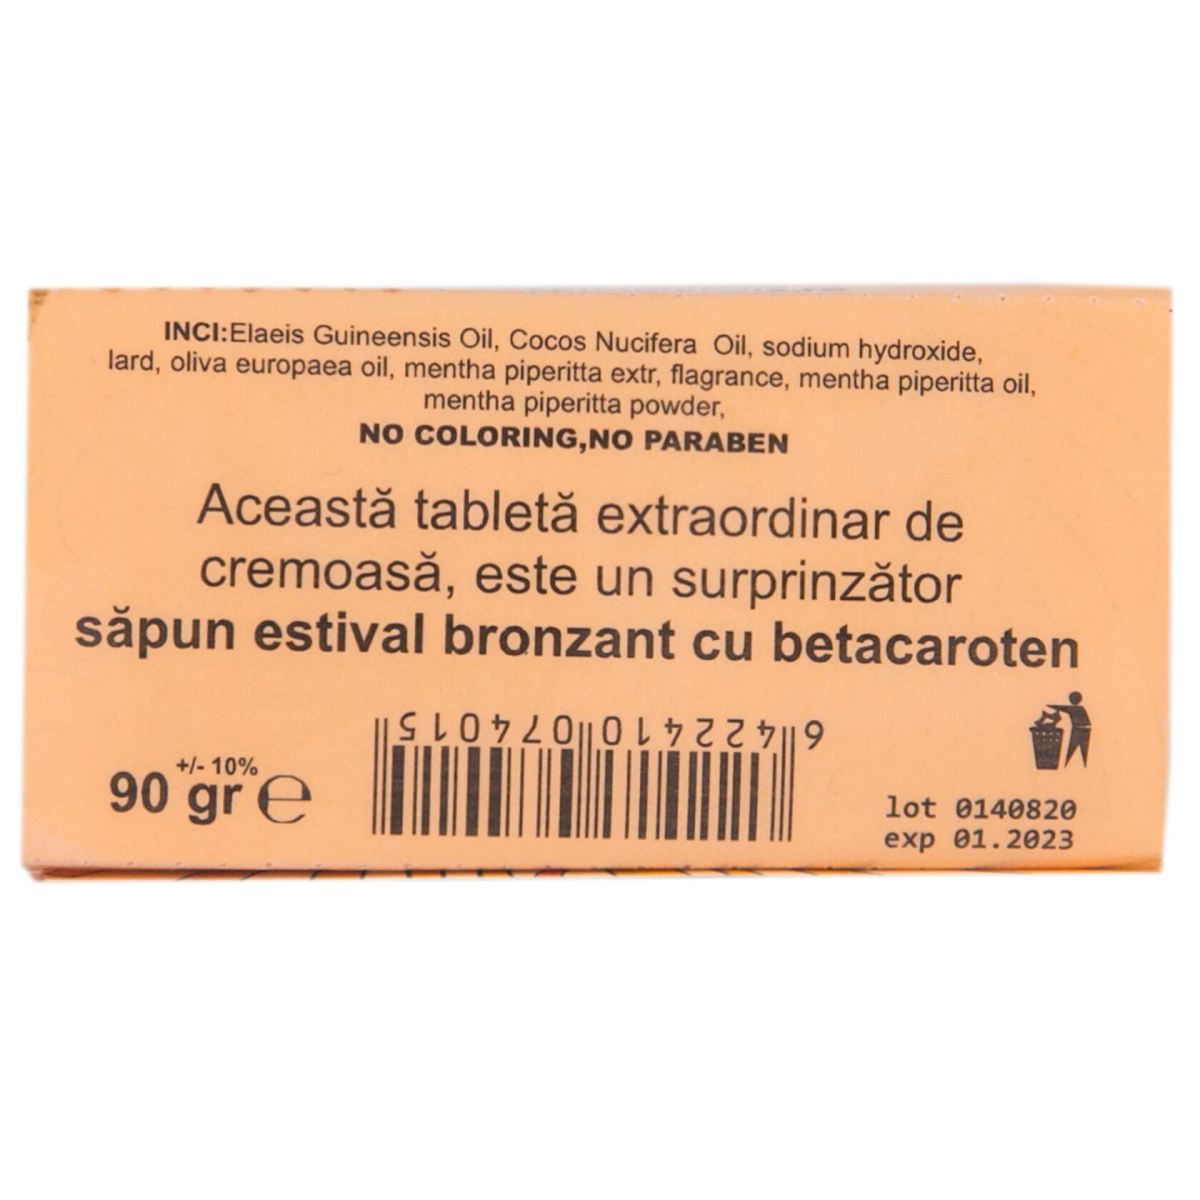 INCI:Elaeis Guineensis Oil, Cocos Nucifera Oil, sodium hydroxide,
lard, oliva europaea oil, mentha piperitta extr, flagrance, mentha piperitta oil,
mentha piperitta powder,
NO COLORING,NO PARABEN
Această tabletă extraordinar de
cremoasă, este un surprinzător
săpun estival bronzant cu betacaroten
6 422410 074015
+/- 10%
90 gr ℮
lot 0140820
exp 01.2023